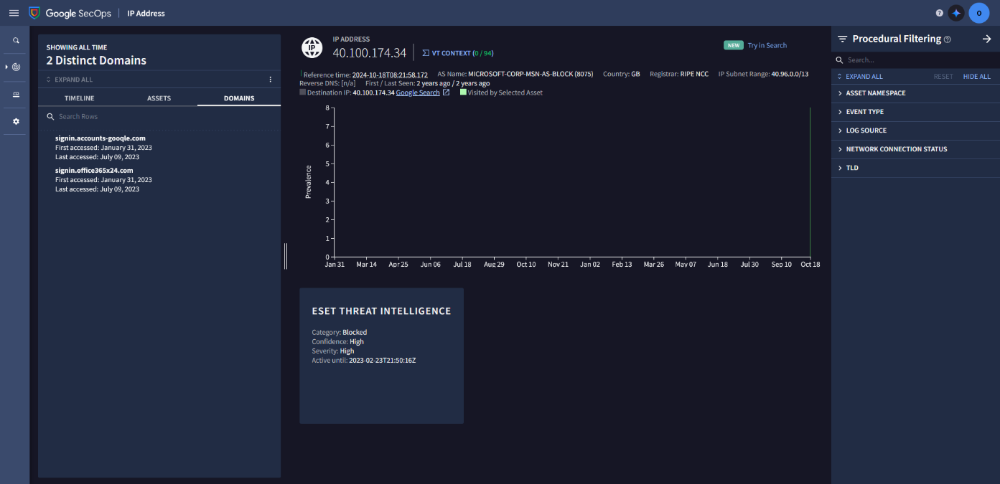 Google SecOps
IP Address
O
SHOWING ALL TIME
2 Distinct Domains
EXPAND ALL
TIMELINE ASSETS DOMAINS
Search Rows
signin.accounts-gooqle.com
First accessed: January 31, 2023
Last accessed: July 09, 2023
signin.office365x24.com
First accessed: January 31, 2023
Last accessed: July 09, 2023
IP
IP ADDRESS
40.100.174.34
VT CONTEXT (0 / 94)
NEW Try in Search
Reference time: 2024-10-18T08:21:58.172 AS Name: MICROSOFT-CORP-MSN-AS-BLOCK (8075) Country: GB Registrar: RIPE NCC IP Subnet Range: 40.96.0.0/13
Reverse DNS: [n/a] First / Last Seen: 2 years ago / 2 years ago
Destination IP: 40.100.174.34 Google Search Visited by Selected Asset
Prevalence
8
7
6
5
4
3
2
1
0
Jan 31 Mar 14 Apr 25 Jun 06 Jul 18 Aug 29 Oct 10 Nov 21 Jan 02 Feb 13 Mar 26 May 07 Jun 18 Jul 30 Sep 10 Oct 18
ESET THREAT INTELLIGENCE
Category: Blocked
Confidence: High
Severity: High
Active until: 2023-02-23T21:50:16Z
Procedural Filtering
Search...
EXPAND ALL RESET HIDE ALL
ASSET NAMESPACE
EVENT TYPE
LOG SOURCE
NETWORK CONNECTION STATUS
TLD